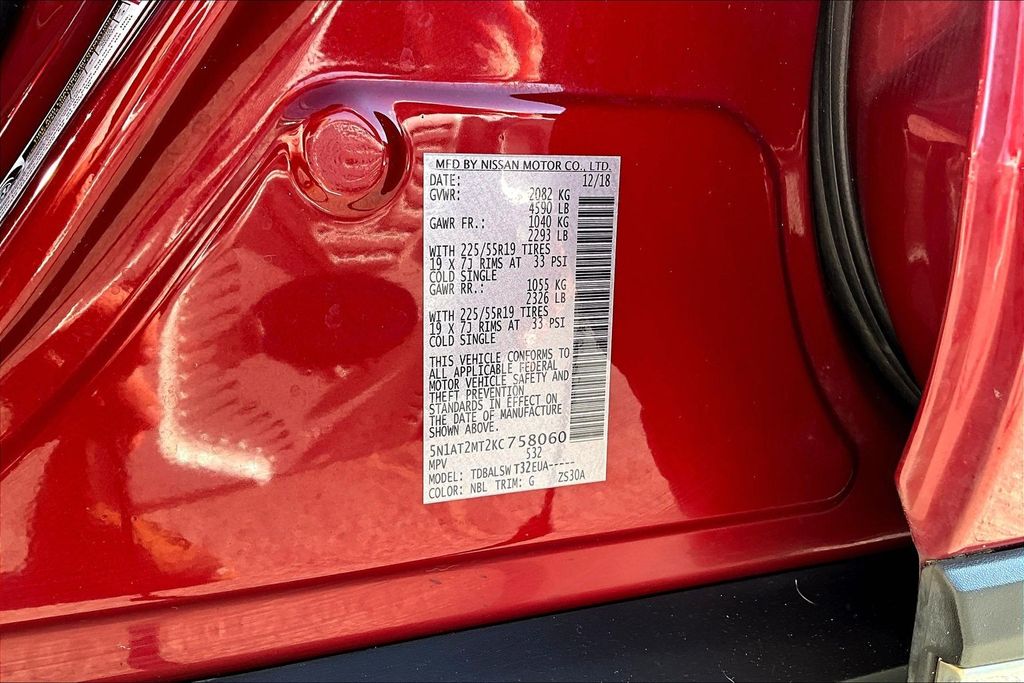 MFD BY NISSAN MOTOR CO., LTD.
DATE: 12/18
GVWR: 2082 KG
4590 LB
GAWR FR.: 1040 KG
2293 LB
WITH 225/55R19 TIRES
19 X 7J RIMS AT 33 PSI
COLD SINGLE
GAWR RR.: 1055 KG
2326 LB
WITH 225/55R19 TIRES
19 X 7J RIMS AT 33 PSI
COLD SINGLE
THIS VEHICLE CONFORMS TO
ALL APPLICABLE FEDERAL
MOTOR VEHICLE SAFETY AND
THEFT PREVENTION
STANDARDS IN EFFECT ON
THE DATE OF MANUFACTURE
SHOWN ABOVE.
5N1AT2MT2KC758060
MPV 532
MODEL: TDBALSW T32EUA-----
COLOR: NBL TRIM: G ZS30A